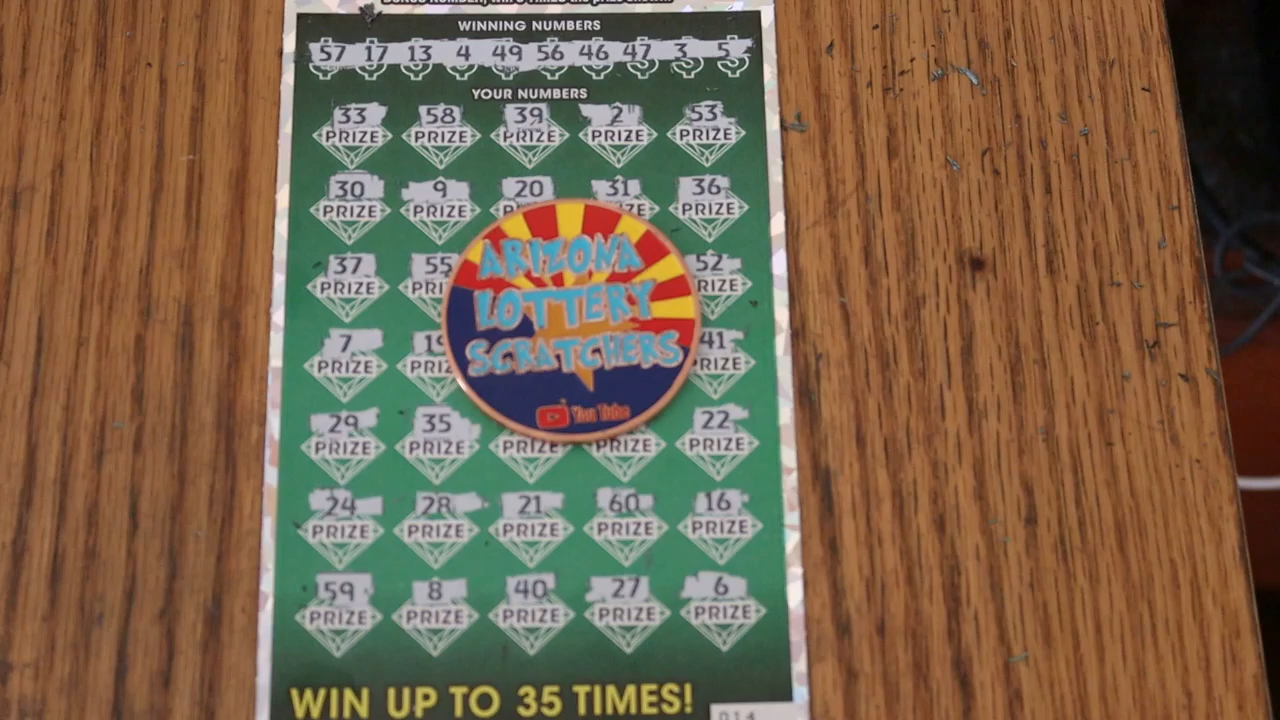 WINNING NUMBERS
57 17 13 4 49 56 46 47 3 5
YOUR NUMBERS
33 58 39 2 53
PRIZE PRIZE PRIZE PRIZE PRIZE
30 9 20 31 36
PRIZE PRIZE PRIZE
37 55 52
PRIZE PRIZE
7 41
PRIZE PRIZE
29 35 22
PRIZE PRIZE PRIZE PRIZE PRIZE
24 28 21 60 16
PRIZE PRIZE PRIZE PRIZE PRIZE
59 8 40 27 6
PRIZE PRIZE PRIZE PRIZE PRIZE
WIN UP TO 35 TIMES!
ARIZONA
LOTTERY
SCRATCHERS
YouTube